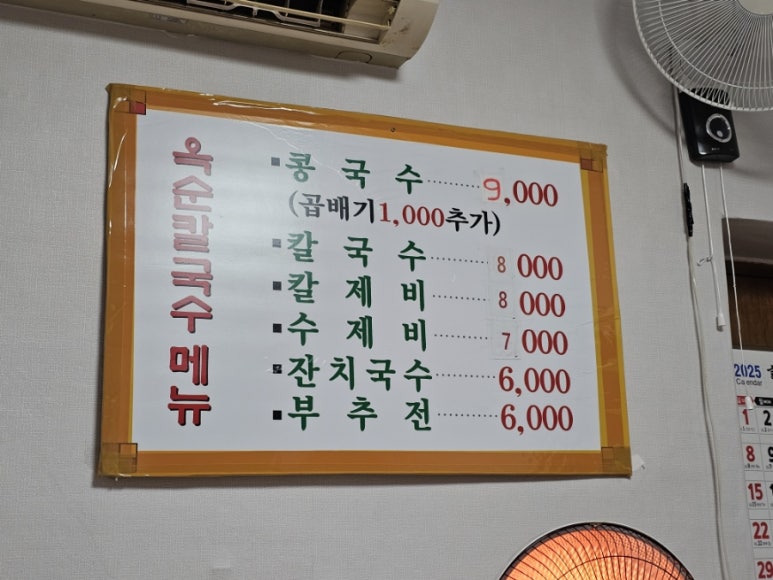 옥순칼국수 메뉴
콩국수 9,000
(곱배기1,000추가)
칼국수 8 000
칼제비 8 000
수제비 7 000
잔치국수 6,000
부추전 6,000
2025
Calendar
1 2
8 9
15
22
29